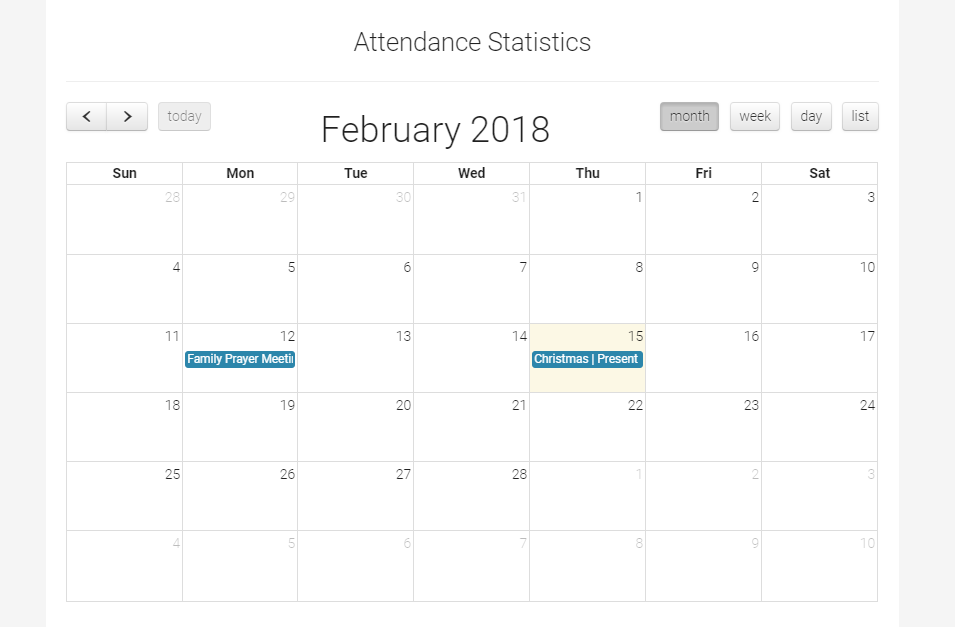 Attendance Statistics
today
February 2018
month week day list
Sun Mon Tue Wed Thu Fri Sat
28 29 30 31 1 2 3
4 5 6 7 8 9 10
11 12 13 14 15 16 17
Family Prayer Meetin Christmas | Present
18 19 20 21 22 23 24
25 26 27 28 1 2 3
4 5 6 7 8 9 10